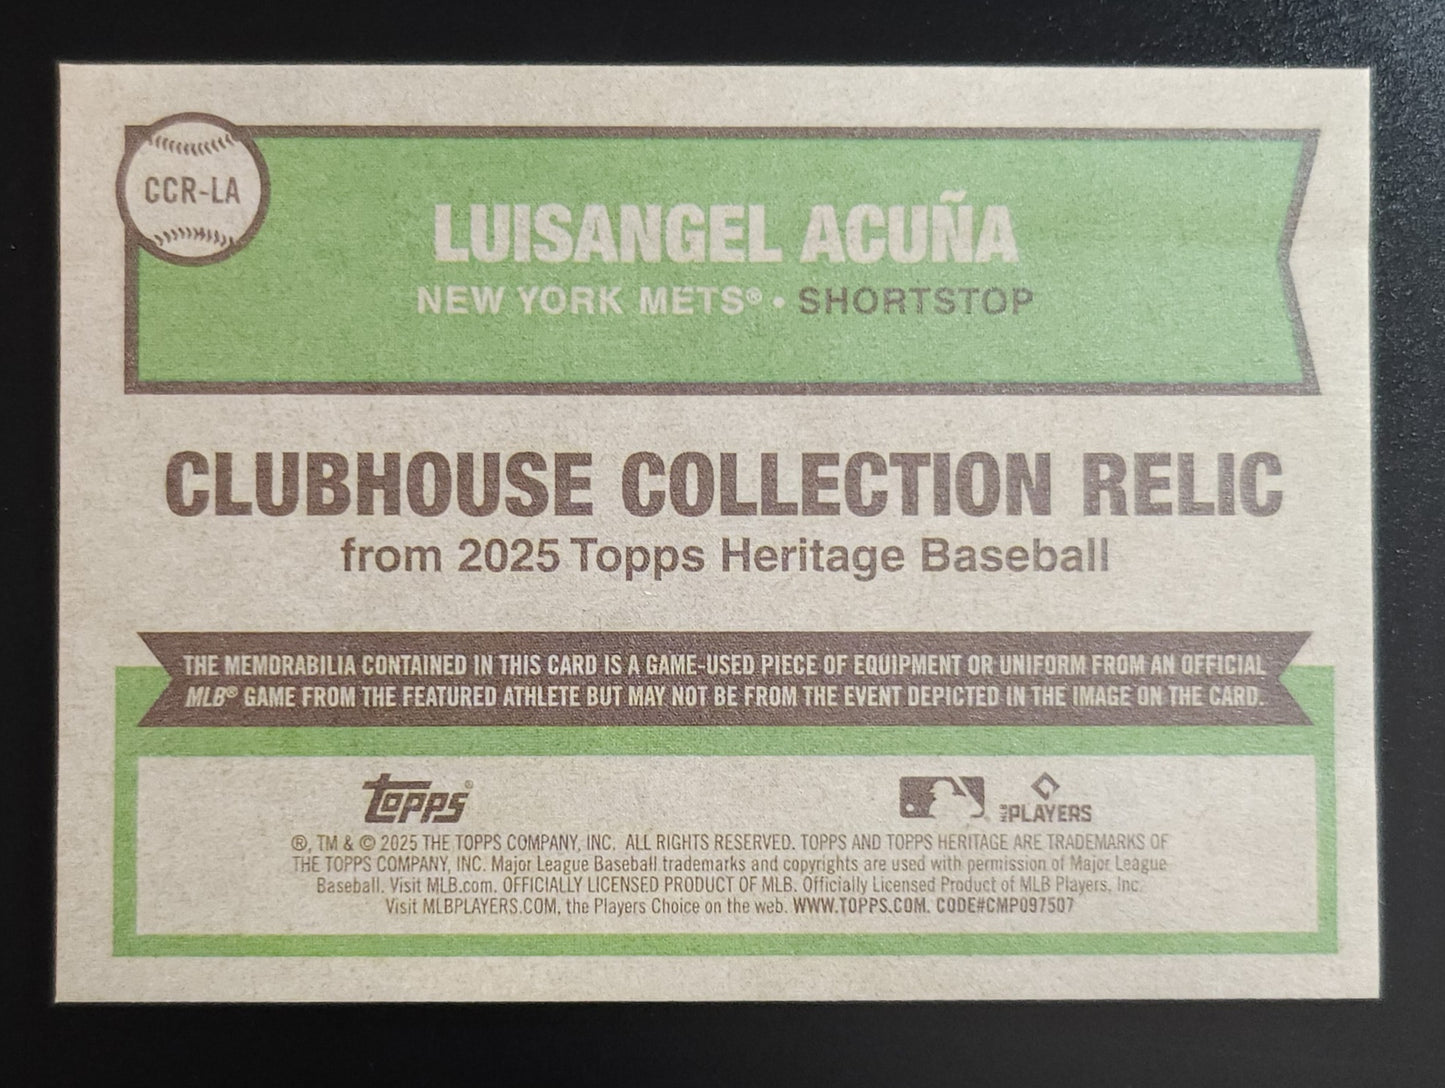 CCR-LA
LUISANGEL ACUÑA
NEW YORK METS® • SHORTSTOP
CLUBHOUSE COLLECTION RELIC
from 2025 Topps Heritage Baseball
THE MEMORABILIA CONTAINED IN THIS CARD IS A GAME-USED PIECE OF EQUIPMENT OR UNIFORM FROM AN OFFICIAL
MLB® GAME FROM THE FEATURED ATHLETE BUT MAY NOT BE FROM THE EVENT DEPICTED IN THE IMAGE ON THE CARD.
topps®
MLB PLAYERS
®, TM & © 2025 THE TOPPS COMPANY, INC. ALL RIGHTS RESERVED. TOPPS AND TOPPS HERITAGE ARE TRADEMARKS OF
THE TOPPS COMPANY, INC. Major League Baseball trademarks and copyrights are used with permission of Major League
Baseball. Visit MLB.com. OFFICIALLY LICENSED PRODUCT OF MLB. Officially Licensed Product of MLB Players, Inc.
Visit MLBPLAYERS.COM, the Players Choice on the web. WWW.TOPPS.COM. CODE#CMP097507